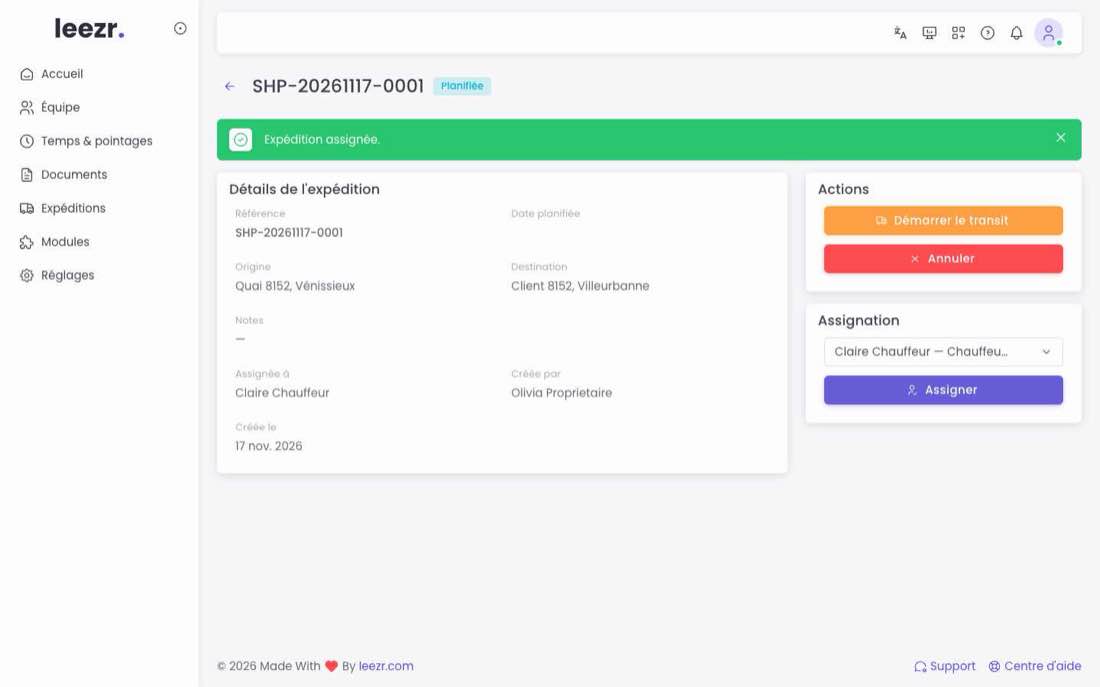 leezr.
Accueil
Équipe
Temps & pointages
Documents
Expéditions
Modules
Réglages
SHP-20261117-0001
Planifiée
Expédition assignée.
Détails de l'expédition
Référence
SHP-20261117-0001
Date planifiée
Origine
Quai 8152, Vénissieux
Destination
Client 8152, Villeurbanne
Notes
—
Assignée à
Claire Chauffeur
Créée par
Olivia Proprietaire
Créée le
17 nov. 2026
Actions
Démarrer le transit
Annuler
Assignation
Claire Chauffeur — Chauffeu...
Assigner
© 2026 Made With ❤️ By leezr.com
Support
Centre d'aide